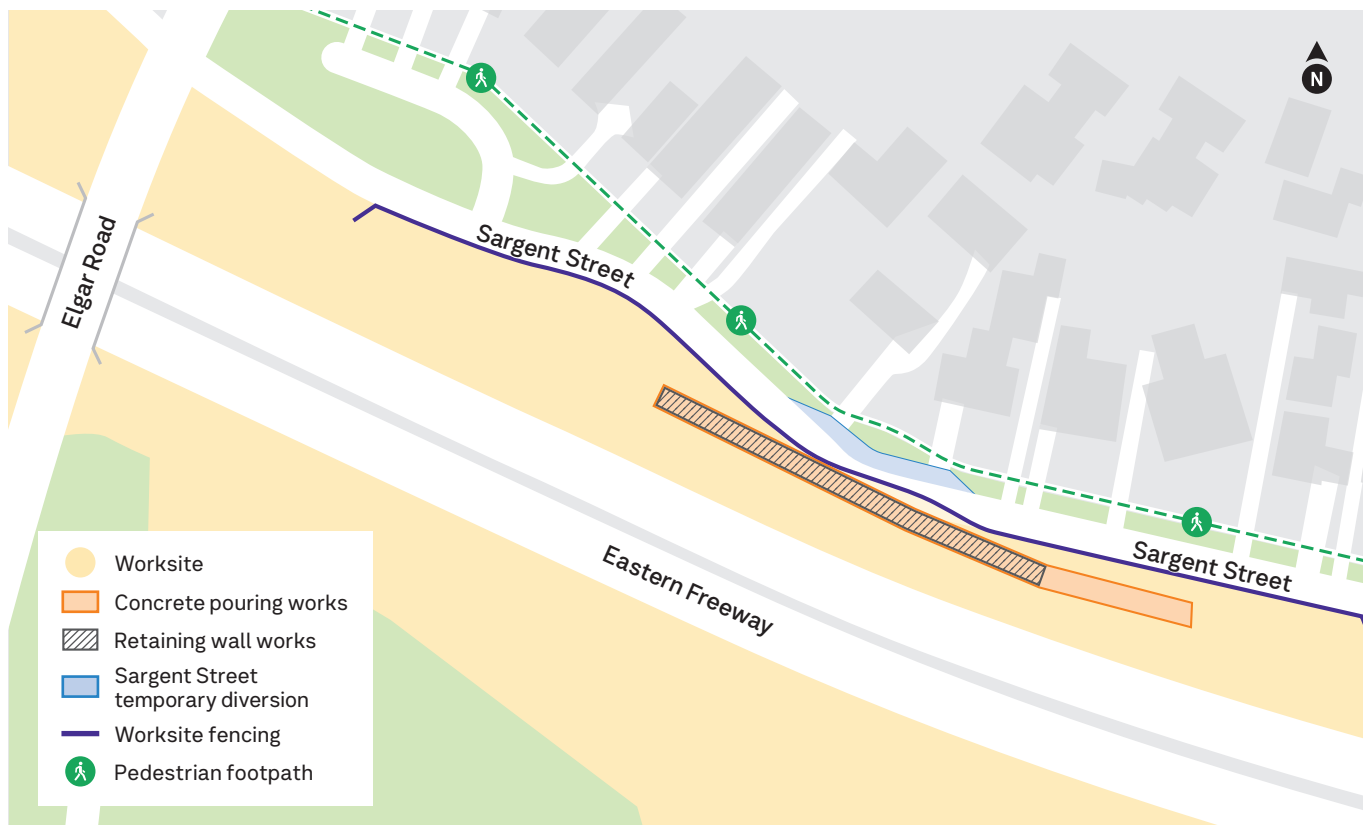 N
Elgar Road
Sargent Street
Eastern Freeway
Sargent Street
Worksite
Concrete pouring works
Retaining wall works
Sargent Street
temporary diversion
Worksite fencing
Pedestrian footpath